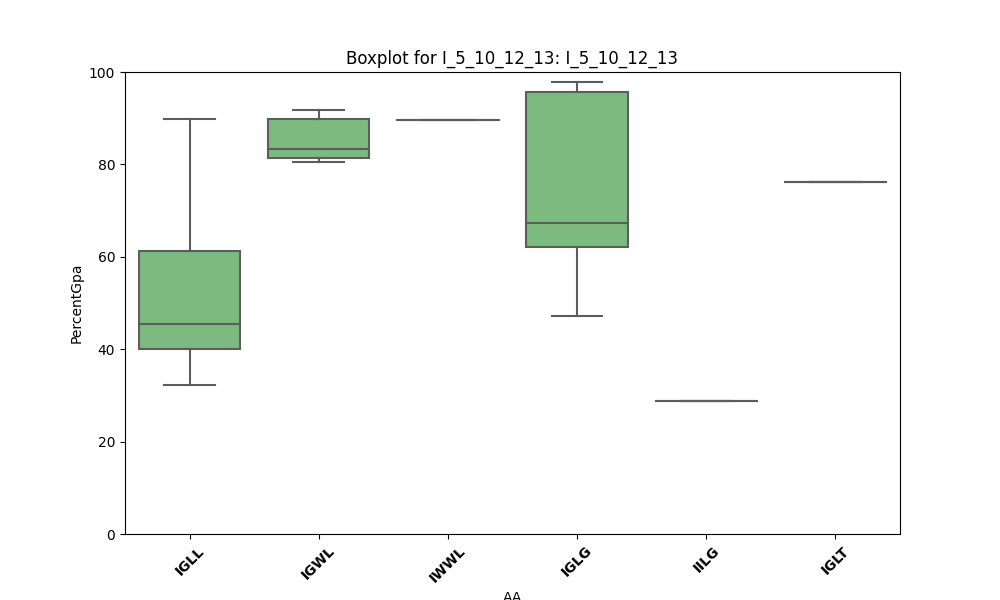 Boxplot for I_5_10_12_13: I_5_10_12_13
100
80
60
40
20
0
PercentGpa
IGLL
IGWL
IWWL
IGLG
IILG
IGLT
AA